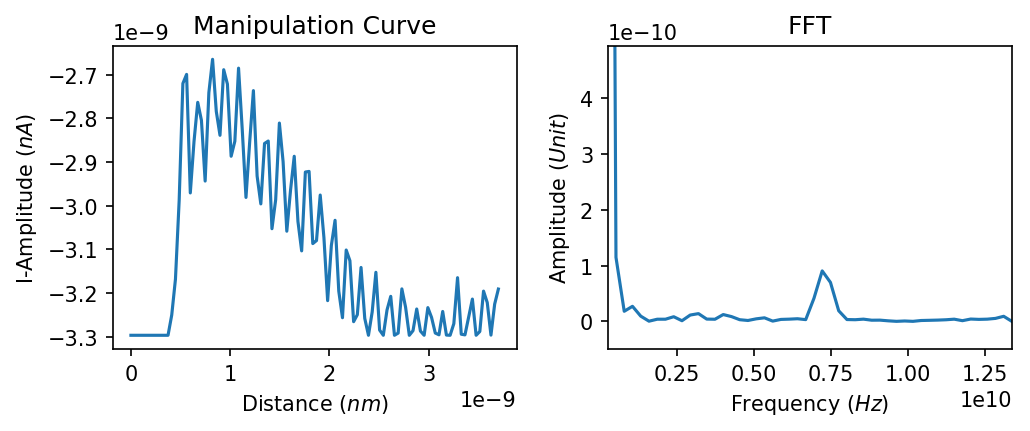 Manipulation Curve
1e−9
−2.7
−2.8
−2.9
−3.0
−3.1
−3.2
−3.3
I-Amplitude (nA)
0
1
2
3
1e−9
Distance (nm)
FFT
1e−10
4
3
2
1
0
Amplitude (Unit)
0.25
0.50
0.75
1.00
1.25
1e10
Frequency (Hz)